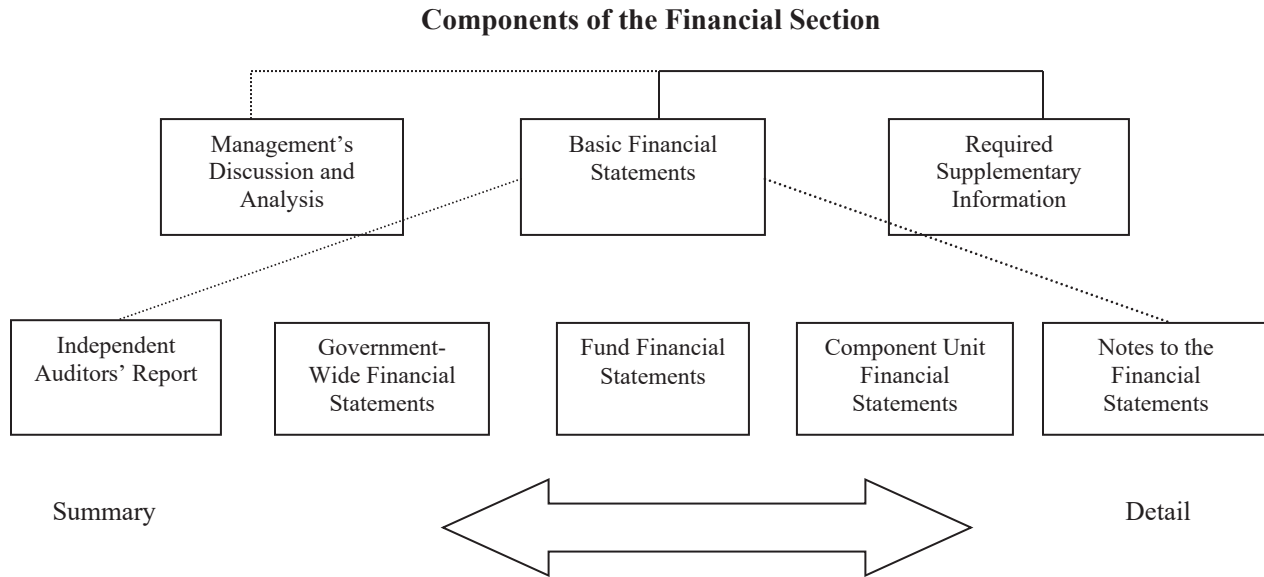 Components of the Financial Section
Management’s
Discussion and
Analysis
Basic Financial
Statements
Required
Supplementary
Information
Independent
Auditors’ Report
Government-
Wide Financial
Statements
Fund Financial
Statements
Component Unit
Financial
Statements
Notes to the
Financial
Statements
Summary
Detail